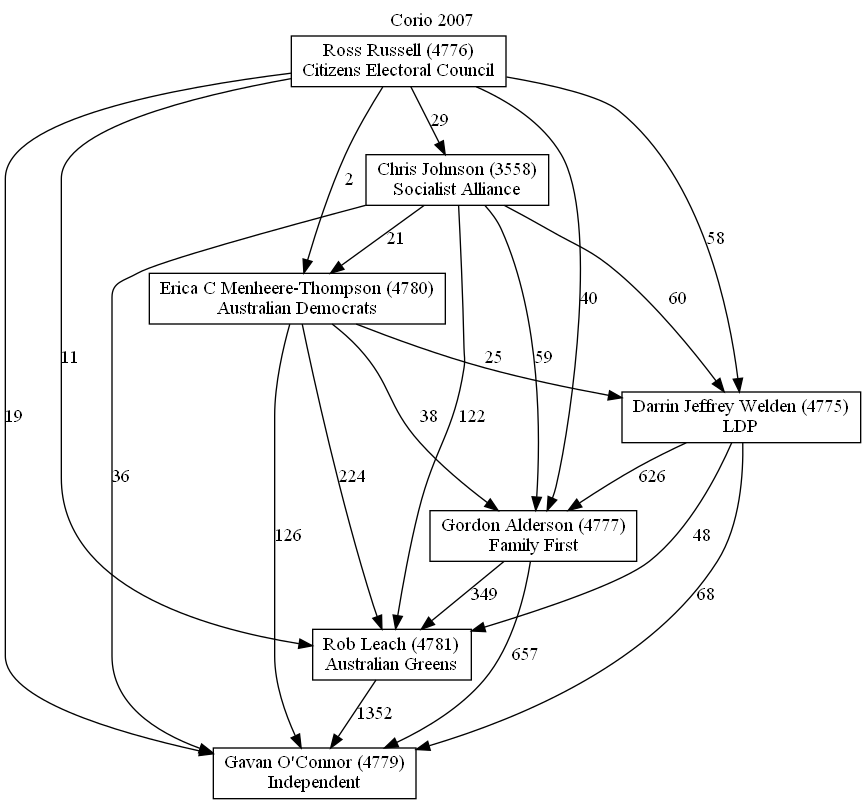 Corio 2007
Ross Russell (4776)
Citizens Electoral Council
29
Chris Johnson (3558)
Socialist Alliance
2
21
58
Erica C Menheere-Thompson (4780)
Australian Democrats
40
60
11
25
59
19
38
122
Darrin Jeffrey Welden (4775)
LDP
36
224
626
126
Gordon Alderson (4777)
Family First
48
349
68
Rob Leach (4781)
Australian Greens
657
1352
Gavan O'Connor (4779)
Independent